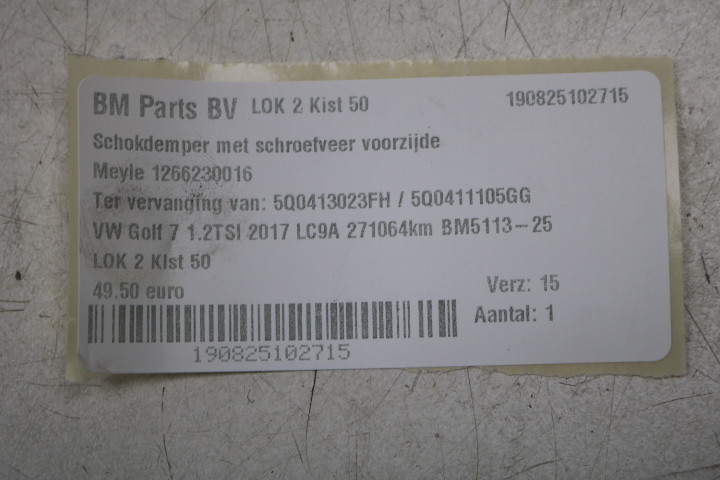 BM Parts BV LOK 2 Kist 50 190825102715
Schokdemper met schroefveer voorzijde
Meyle 1266230016
Ter vervanging van: 5Q0413023FH / 5Q0411105GG
VW Golf 7 1.2TSI 2017 LC9A 271064km BM5113-25
LOK 2 Kist 50
49.50 euro Verz: 15
Aantal: 1
190825102715